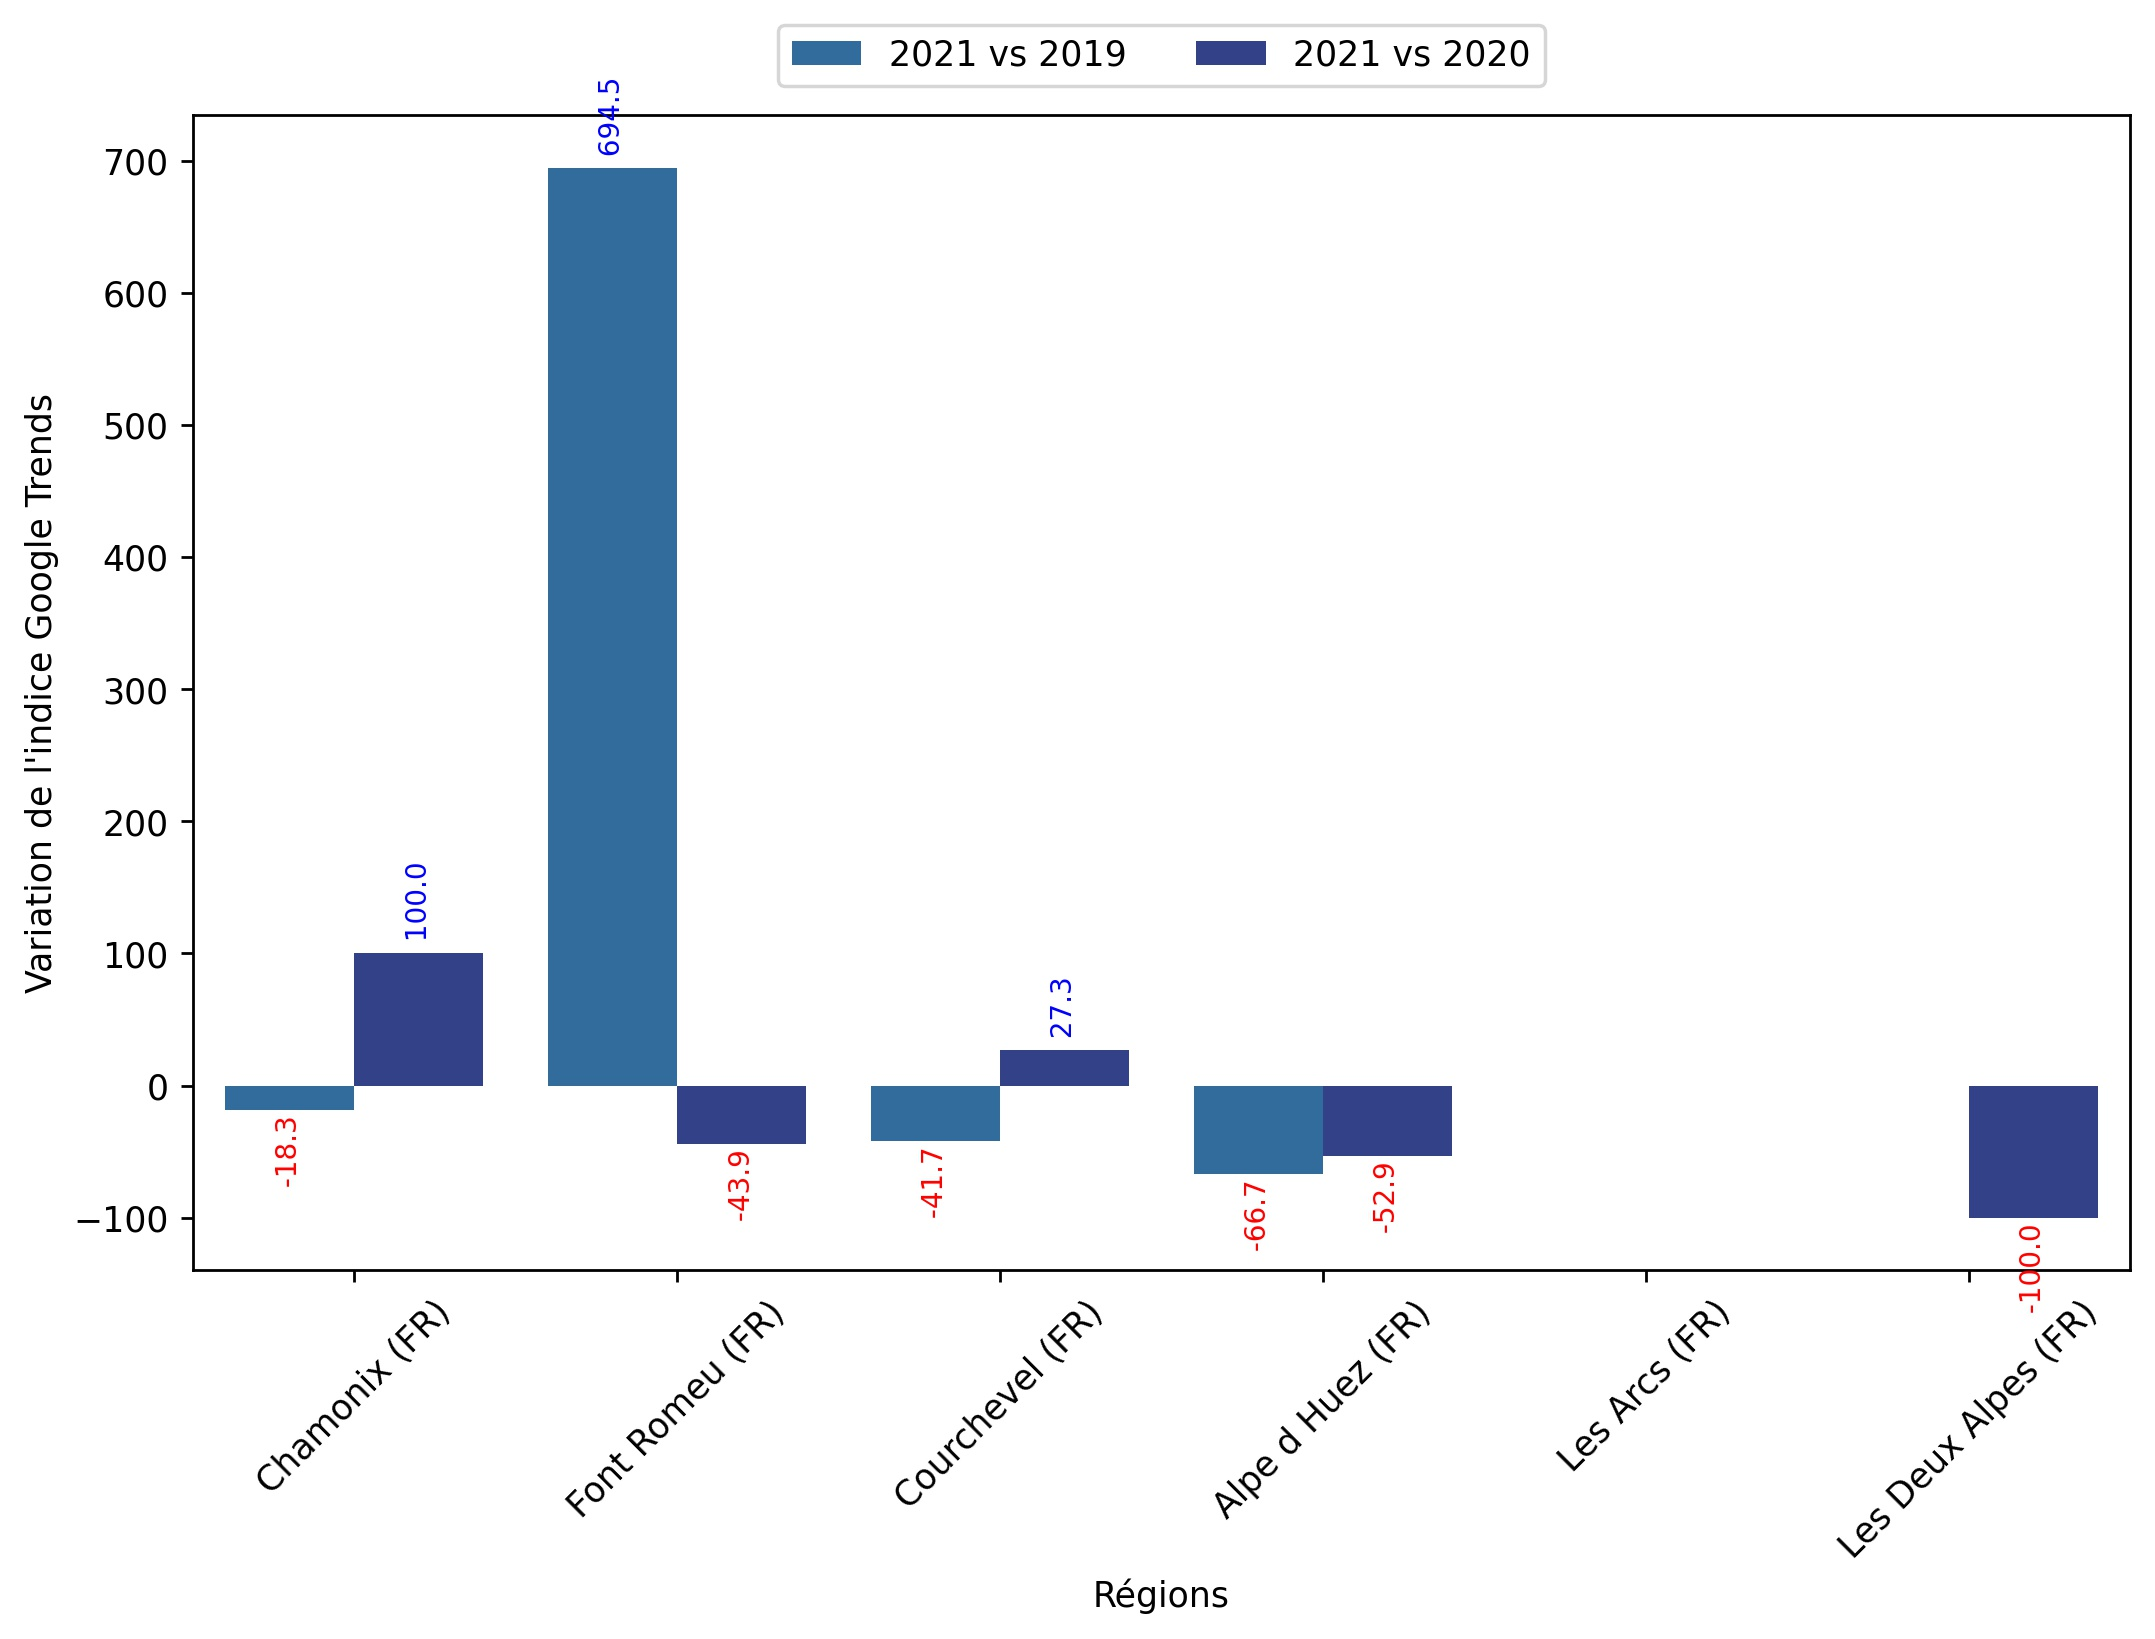 2021 vs 2019
2021 vs 2020
Variation de l'indice Google Trends
700
600
500
400
300
200
100
0
−100
-18.3
100.0
694.5
-43.9
-41.7
27.3
-66.7
-52.9
-100.0
Chamonix (FR)
Font Romeu (FR)
Courchevel (FR)
Alpe d Huez (FR)
Les Arcs (FR)
Les Deux Alpes (FR)
Régions